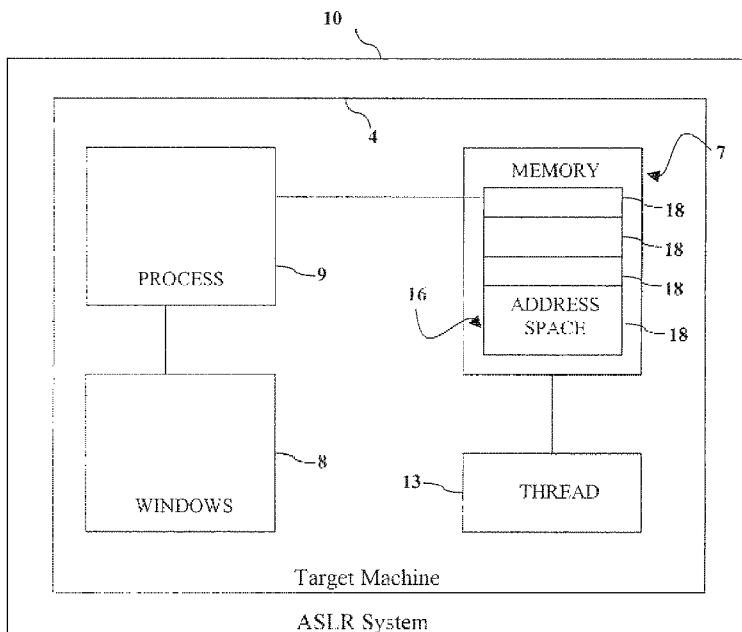 10
4
MEMORY
7
18
18
PROCESS
9
18
16
ADDRESS
SPACE
18
8
13
THREAD
WINDOWS
Target Machine
ASLR System